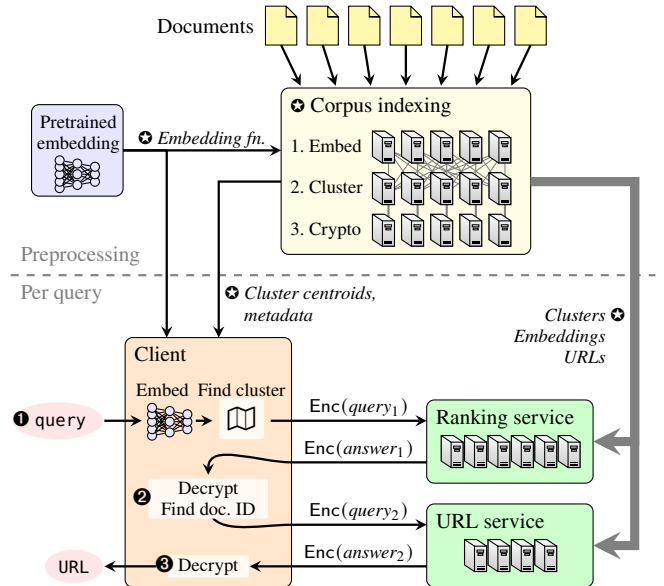 Documents
✪ Corpus indexing
Pretrained
embedding
✪ Embedding fn.
1. Embed
2. Cluster
3. Crypto
Preprocessing
Per query
✪ Cluster centroids,
metadata
Clusters ✪
Embeddings
URLs
Client
Embed
Find cluster
❶ query
Enc(query₁)
Ranking service
Enc(answer₁)
❷ Decrypt
Find doc. ID
Enc(query₂)
URL service
Enc(answer₂)
❸ Decrypt
URL